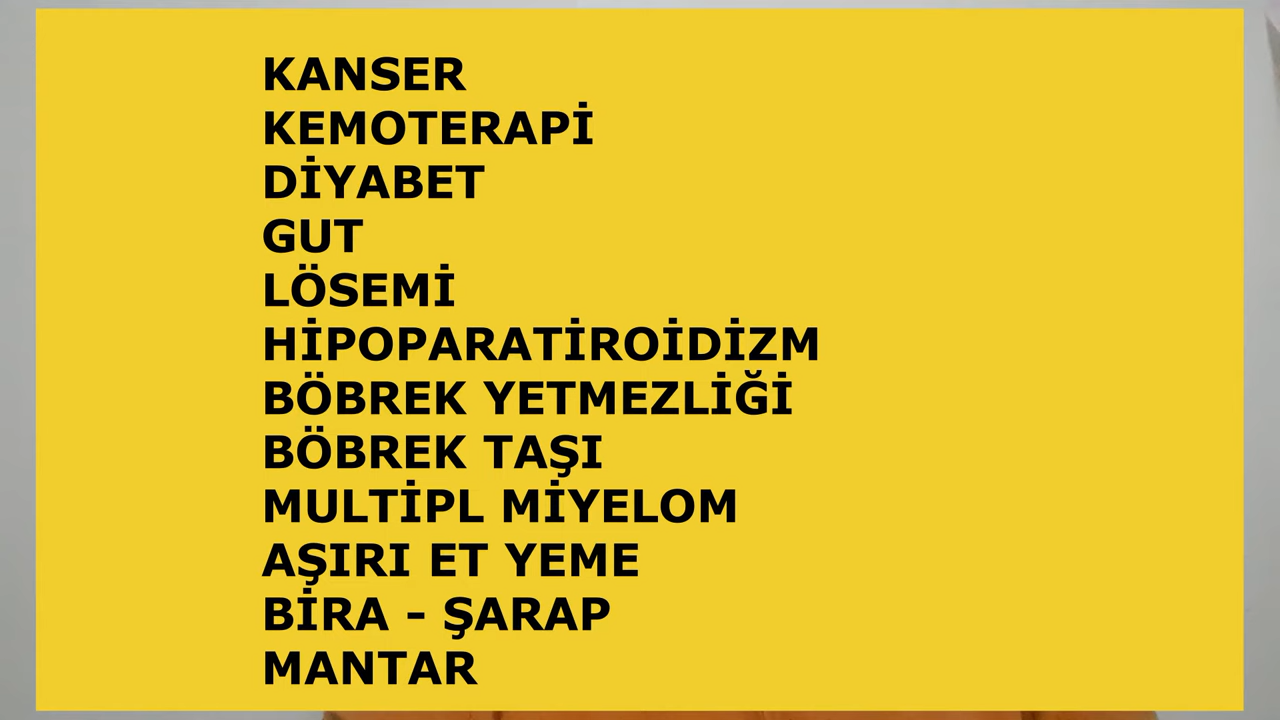 KANSER
KEMOTERAPİ
DİYABET
GUT
LÖSEMİ
HİPOPARATİROİDİZM
BÖBREK YETMEZLİĞİ
BÖBREK TAŞI
MULTİPL MİYELOM
AŞIRI ET YEME
BİRA - ŞARAP
MANTAR